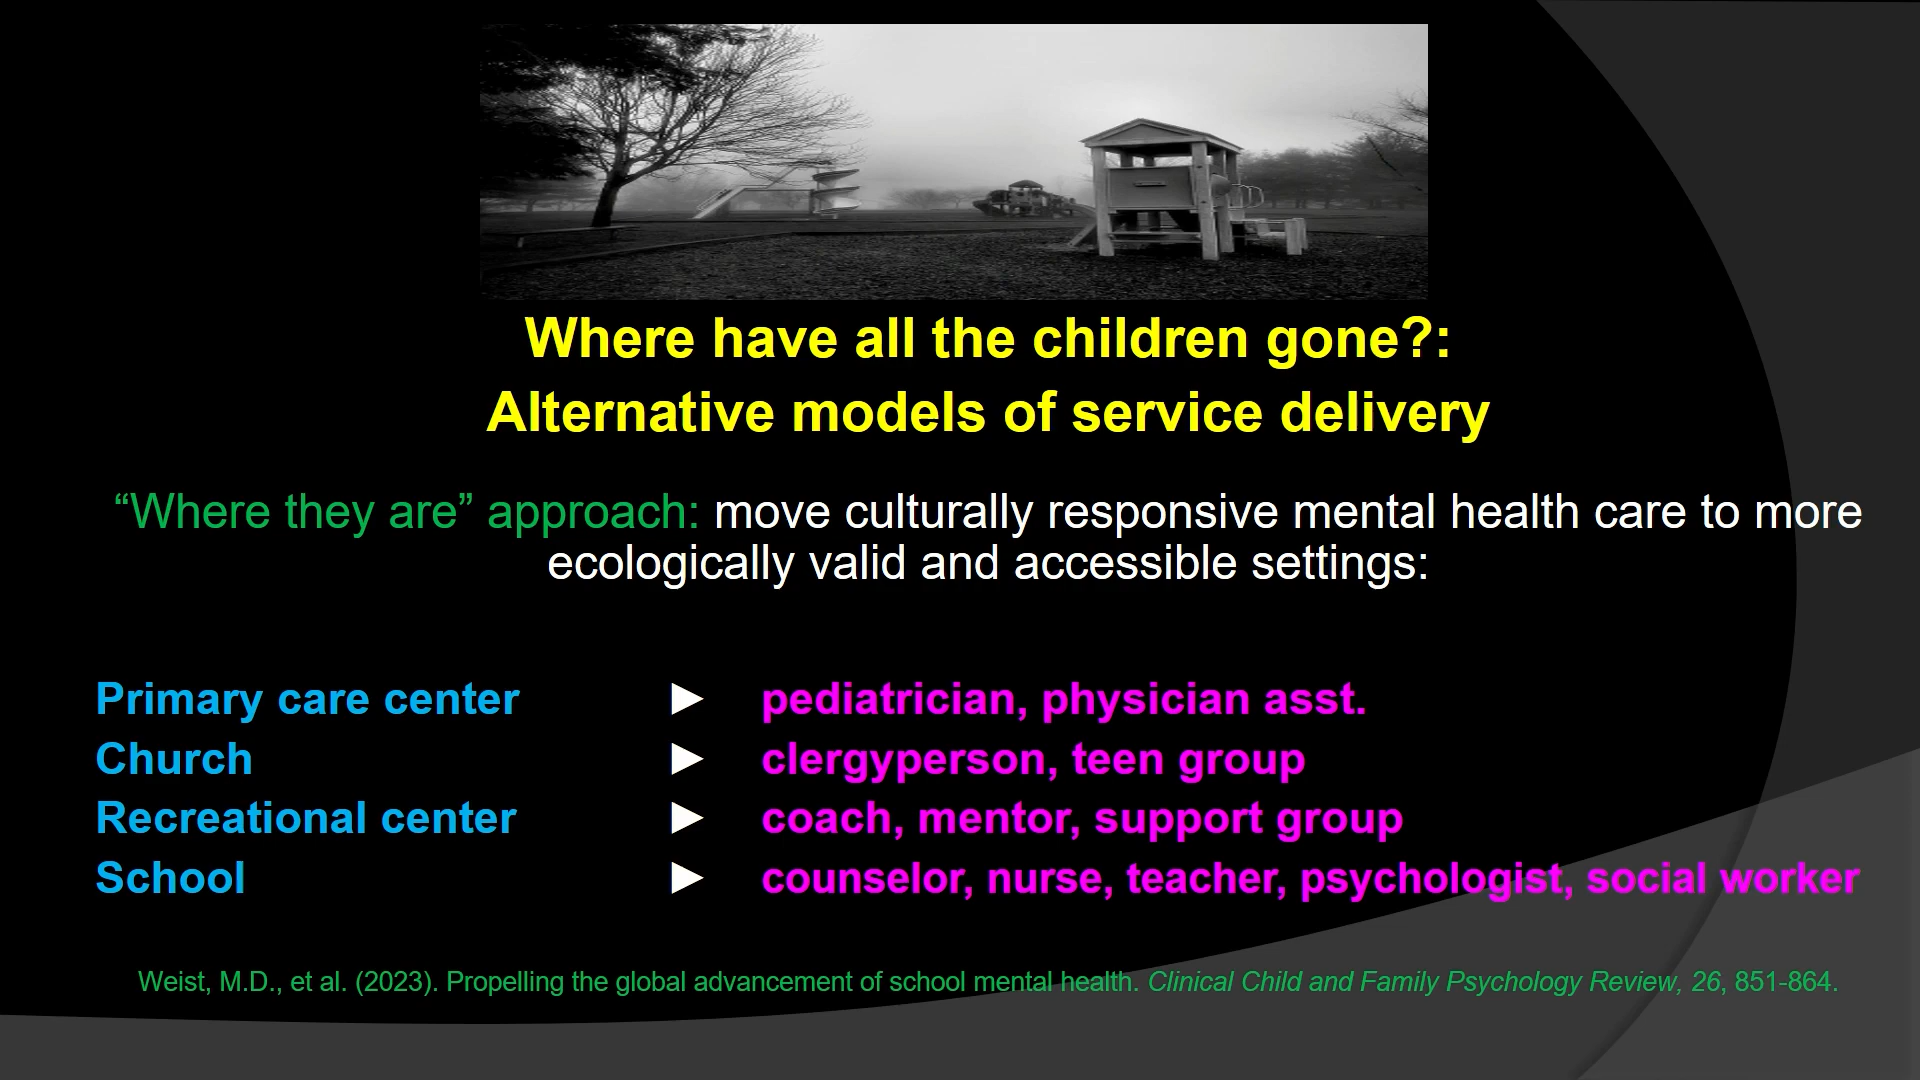 Where have all the children gone?:
Alternative models of service delivery
“Where they are” approach: move culturally responsive mental health care to more
ecologically valid and accessible settings:
Primary care center ► pediatrician, physician asst.
Church ► clergyperson, teen group
Recreational center ► coach, mentor, support group
School ► counselor, nurse, teacher, psychologist, social worker
Weist, M.D., et al. (2023). Propelling the global advancement of school mental health. Clinical Child and Family Psychology Review, 26, 851-864.